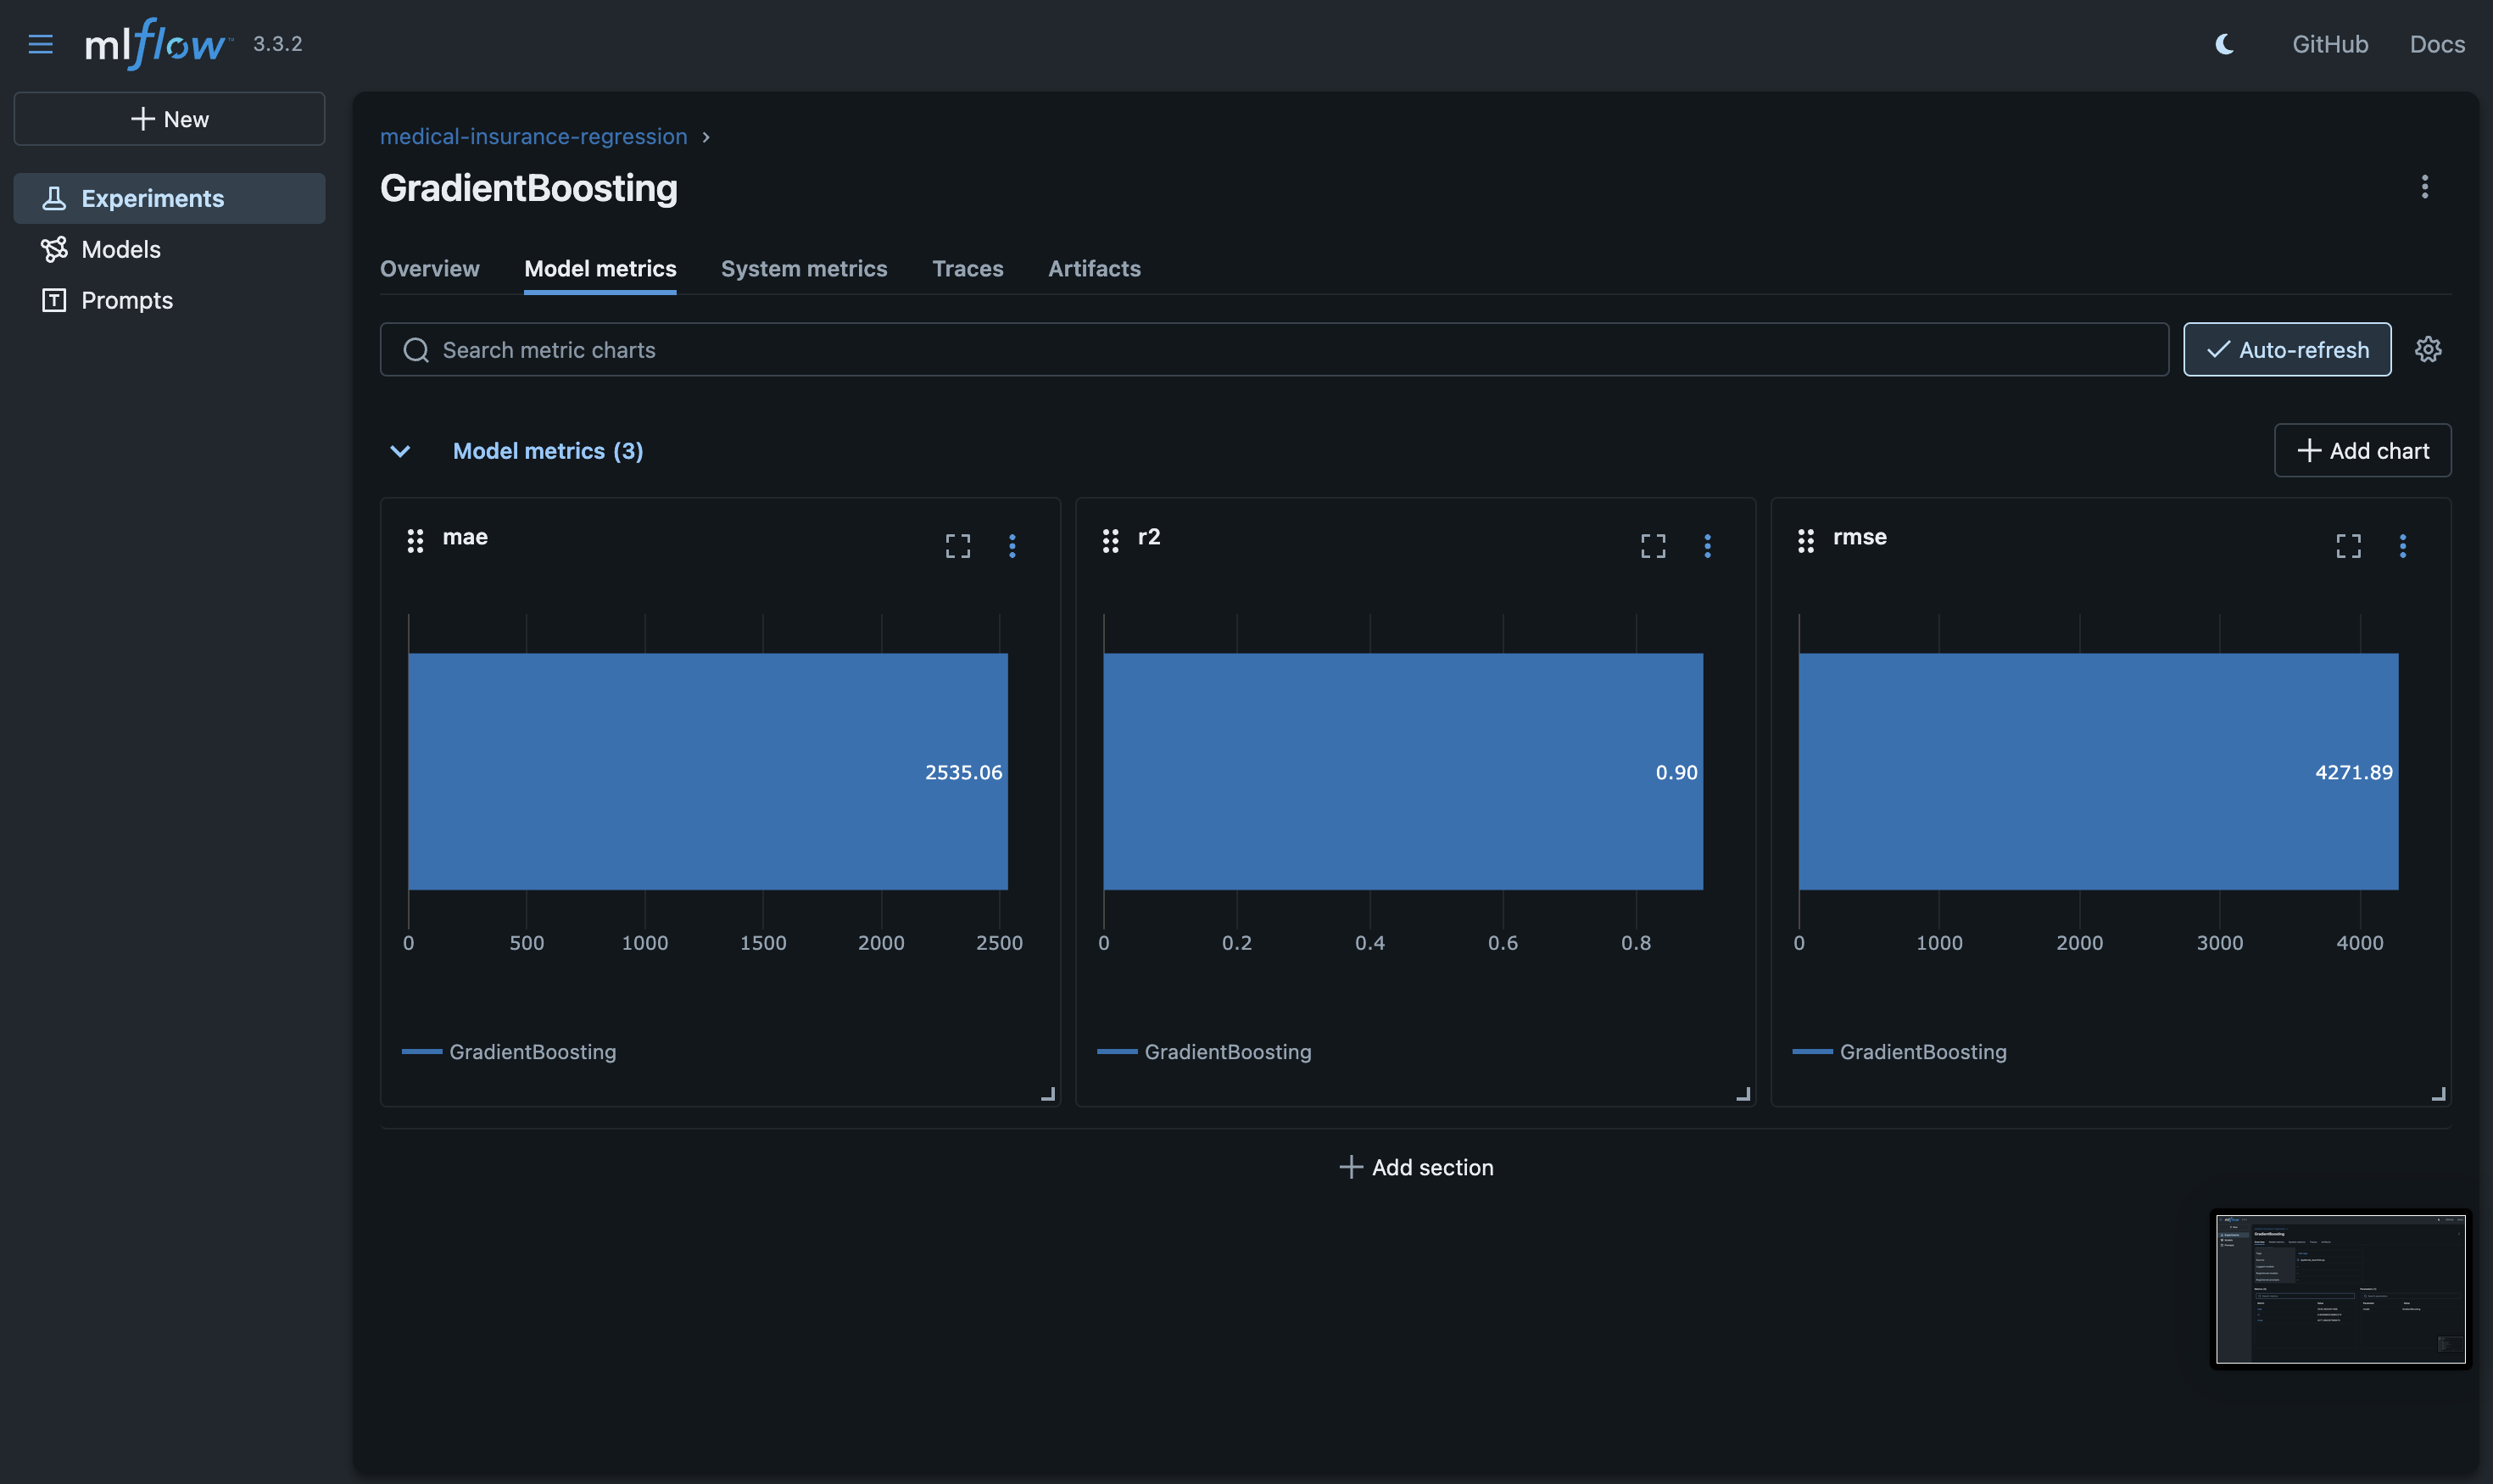 mlflow™ 3.3.2
GitHub
Docs
New
Experiments
Models
Prompts
medical-insurance-regression
GradientBoosting
Overview
Model metrics
System metrics
Traces
Artifacts
Search metric charts
Auto-refresh
Model metrics (3)
Add chart
mae
2535.06
0 500 1000 1500 2000 2500
GradientBoosting
r2
0.90
0 0.2 0.4 0.6 0.8
GradientBoosting
rmse
4271.89
0 1000 2000 3000 4000
GradientBoosting
Add section